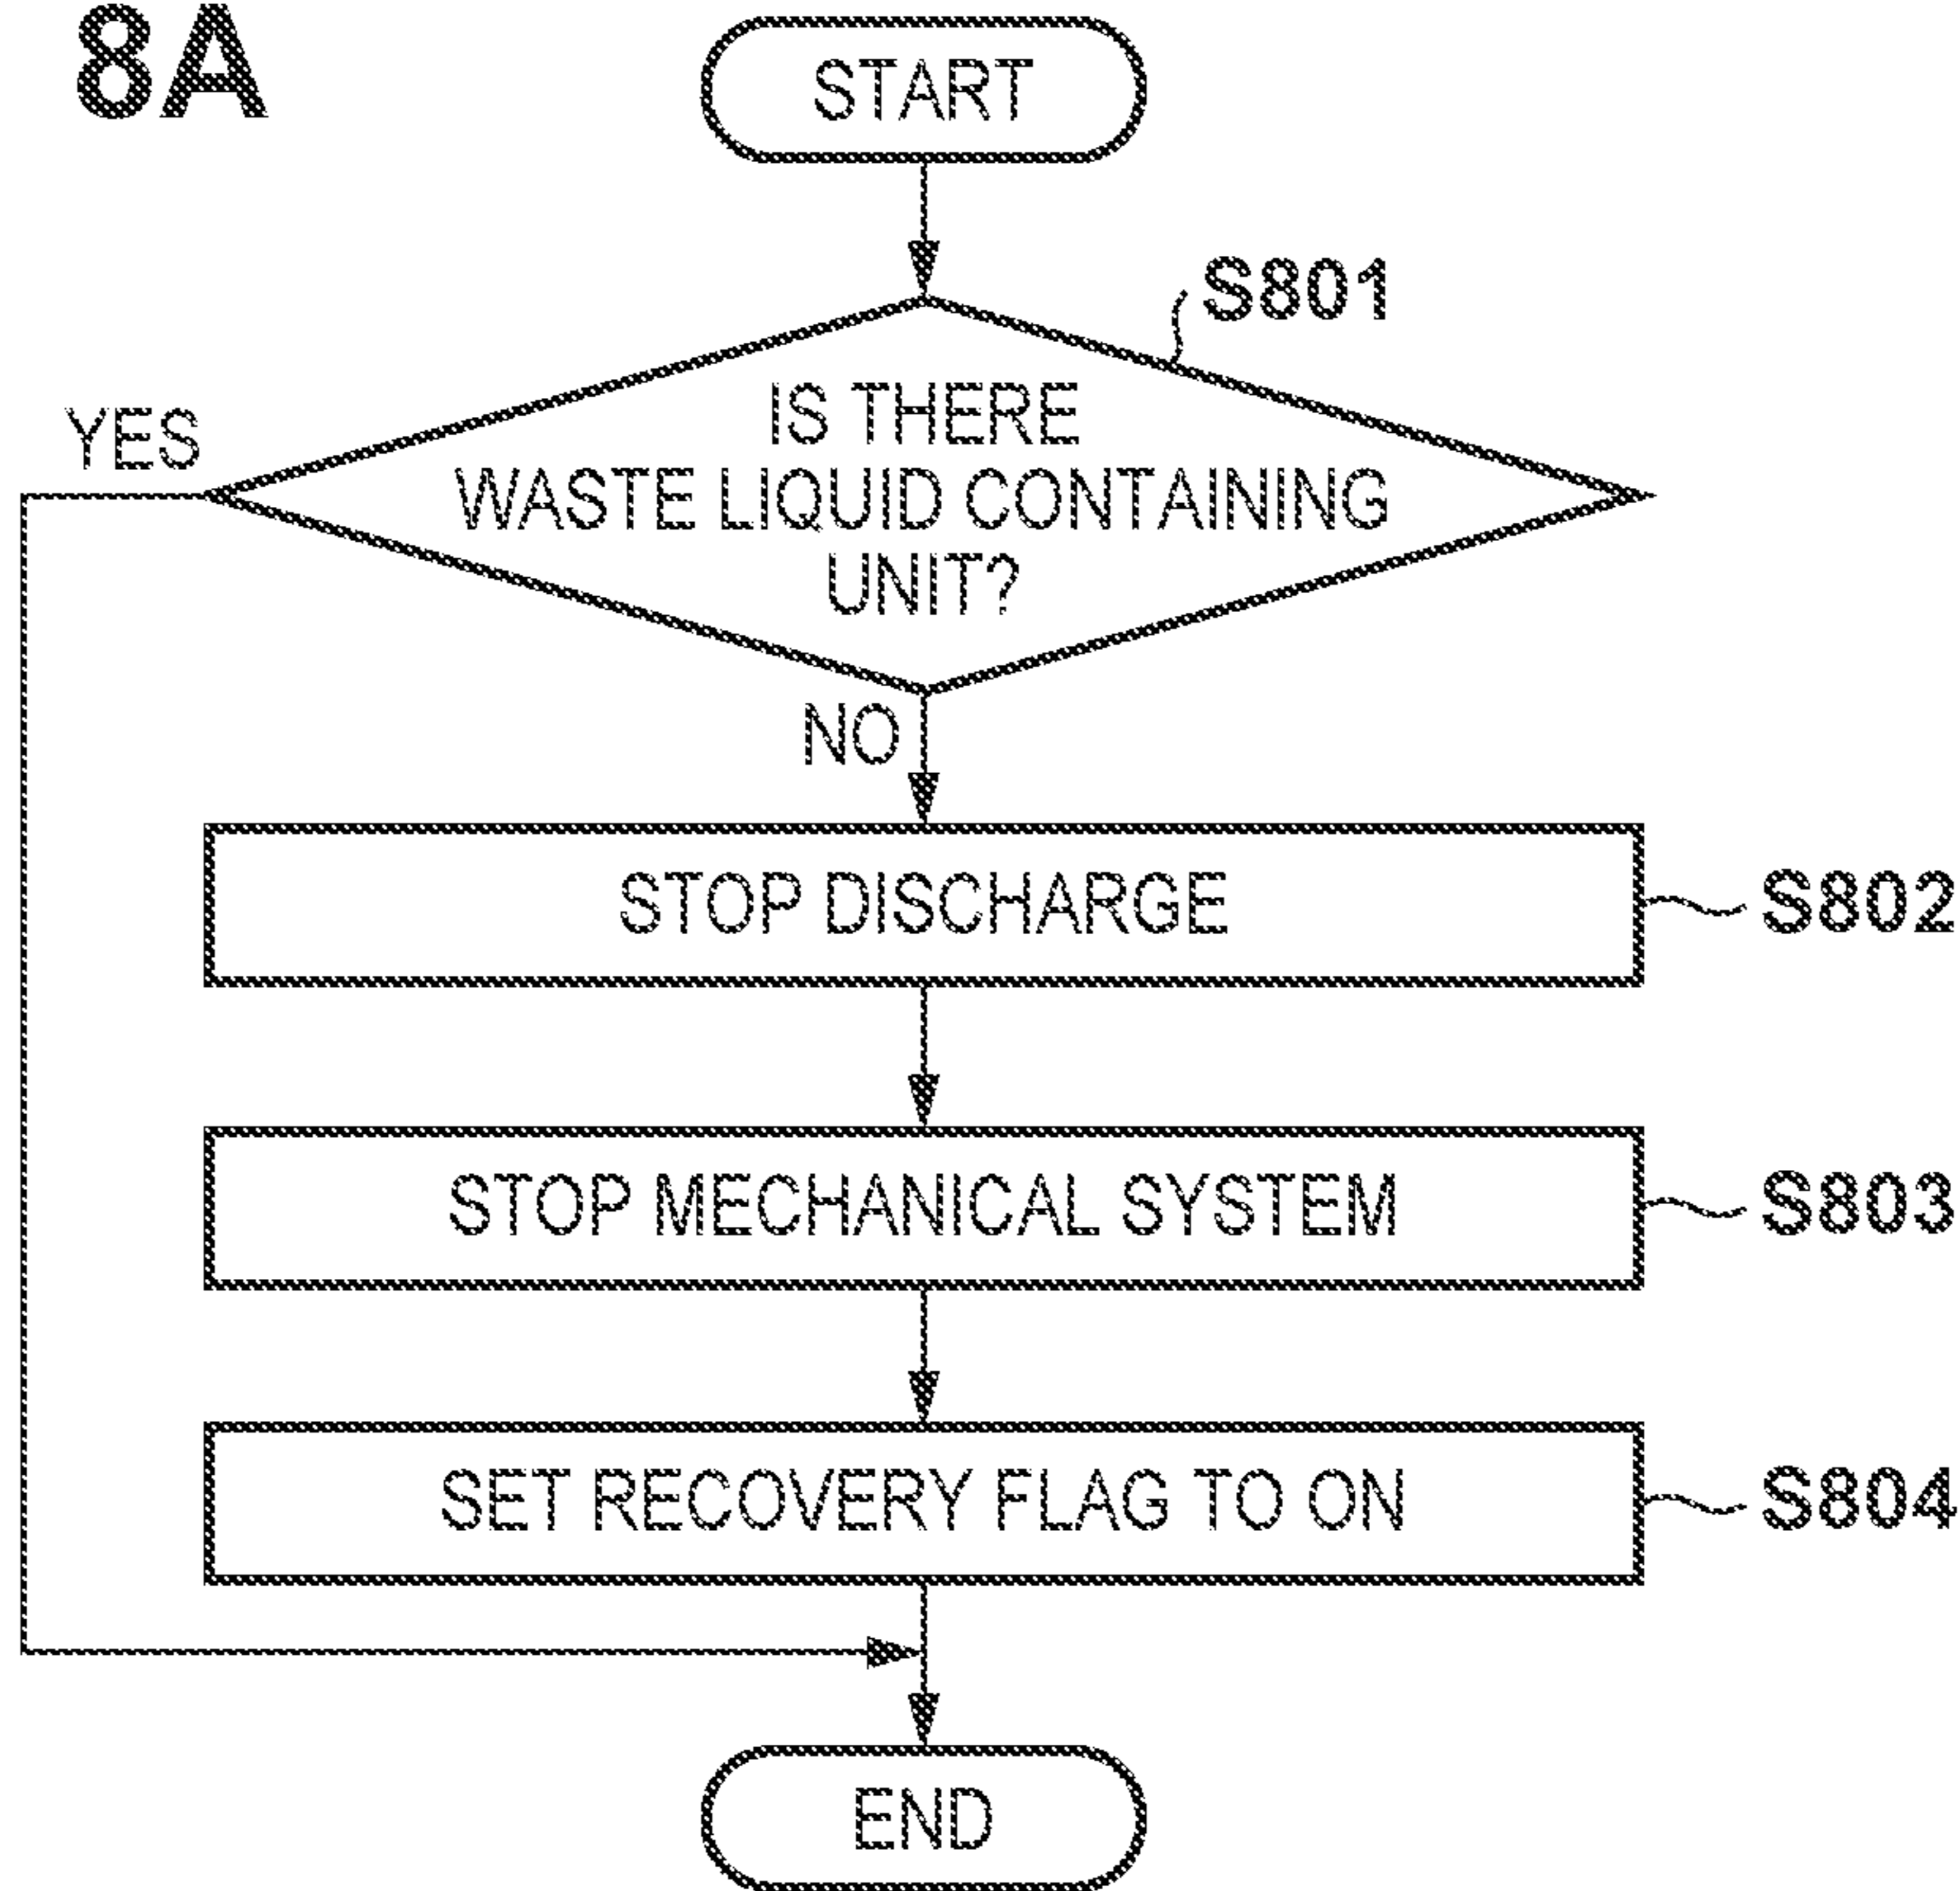 8A
START
S801
IS THERE
YES
WASTE LIQUID CONTAINING
UNIT?
NO
STOP DISCHARGE
S802
STOP MECHANICAL SYSTEM
S803
SET RECOVERY FLAG TO ON
S804
END